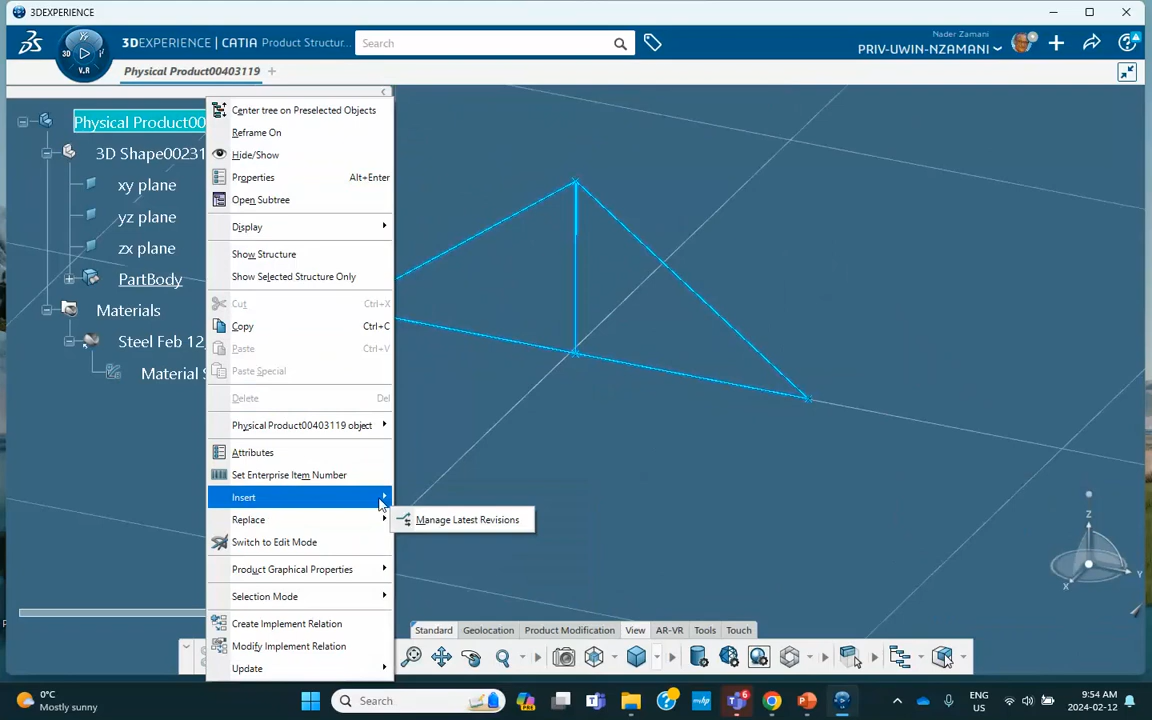 3DEXPERIENCE
3DEXPERIENCE | CATIA Product Structur...
Search
Nader Zamani
PRIV-UWIN-NZAMANI
3D
V.R
Physical Product00403119
Physical Product00
3D Shape00231
xy plane
yz plane
zx plane
PartBody
Materials
Steel Feb 12,
Material S
Center tree on Preselected Objects
Reframe On
Hide/Show
Properties Alt+Enter
Open Subtree
Display
Show Structure
Show Selected Structure Only
Cut Ctrl+X
Copy Ctrl+C
Paste Ctrl+V
Paste Special
Delete Del
Physical Product00403119 object
Attributes
Set Enterprise Item Number
Insert
Manage Latest Revisions
Replace
Switch to Edit Mode
Product Graphical Properties
Selection Mode
Create Implement Relation
Modify Implement Relation
Update
Z
Y
X
Standard Geolocation Product Modification View AR-VR Tools Touch
0°C
Mostly sunny
Search
ENG
US
9:54 AM
2024-02-12